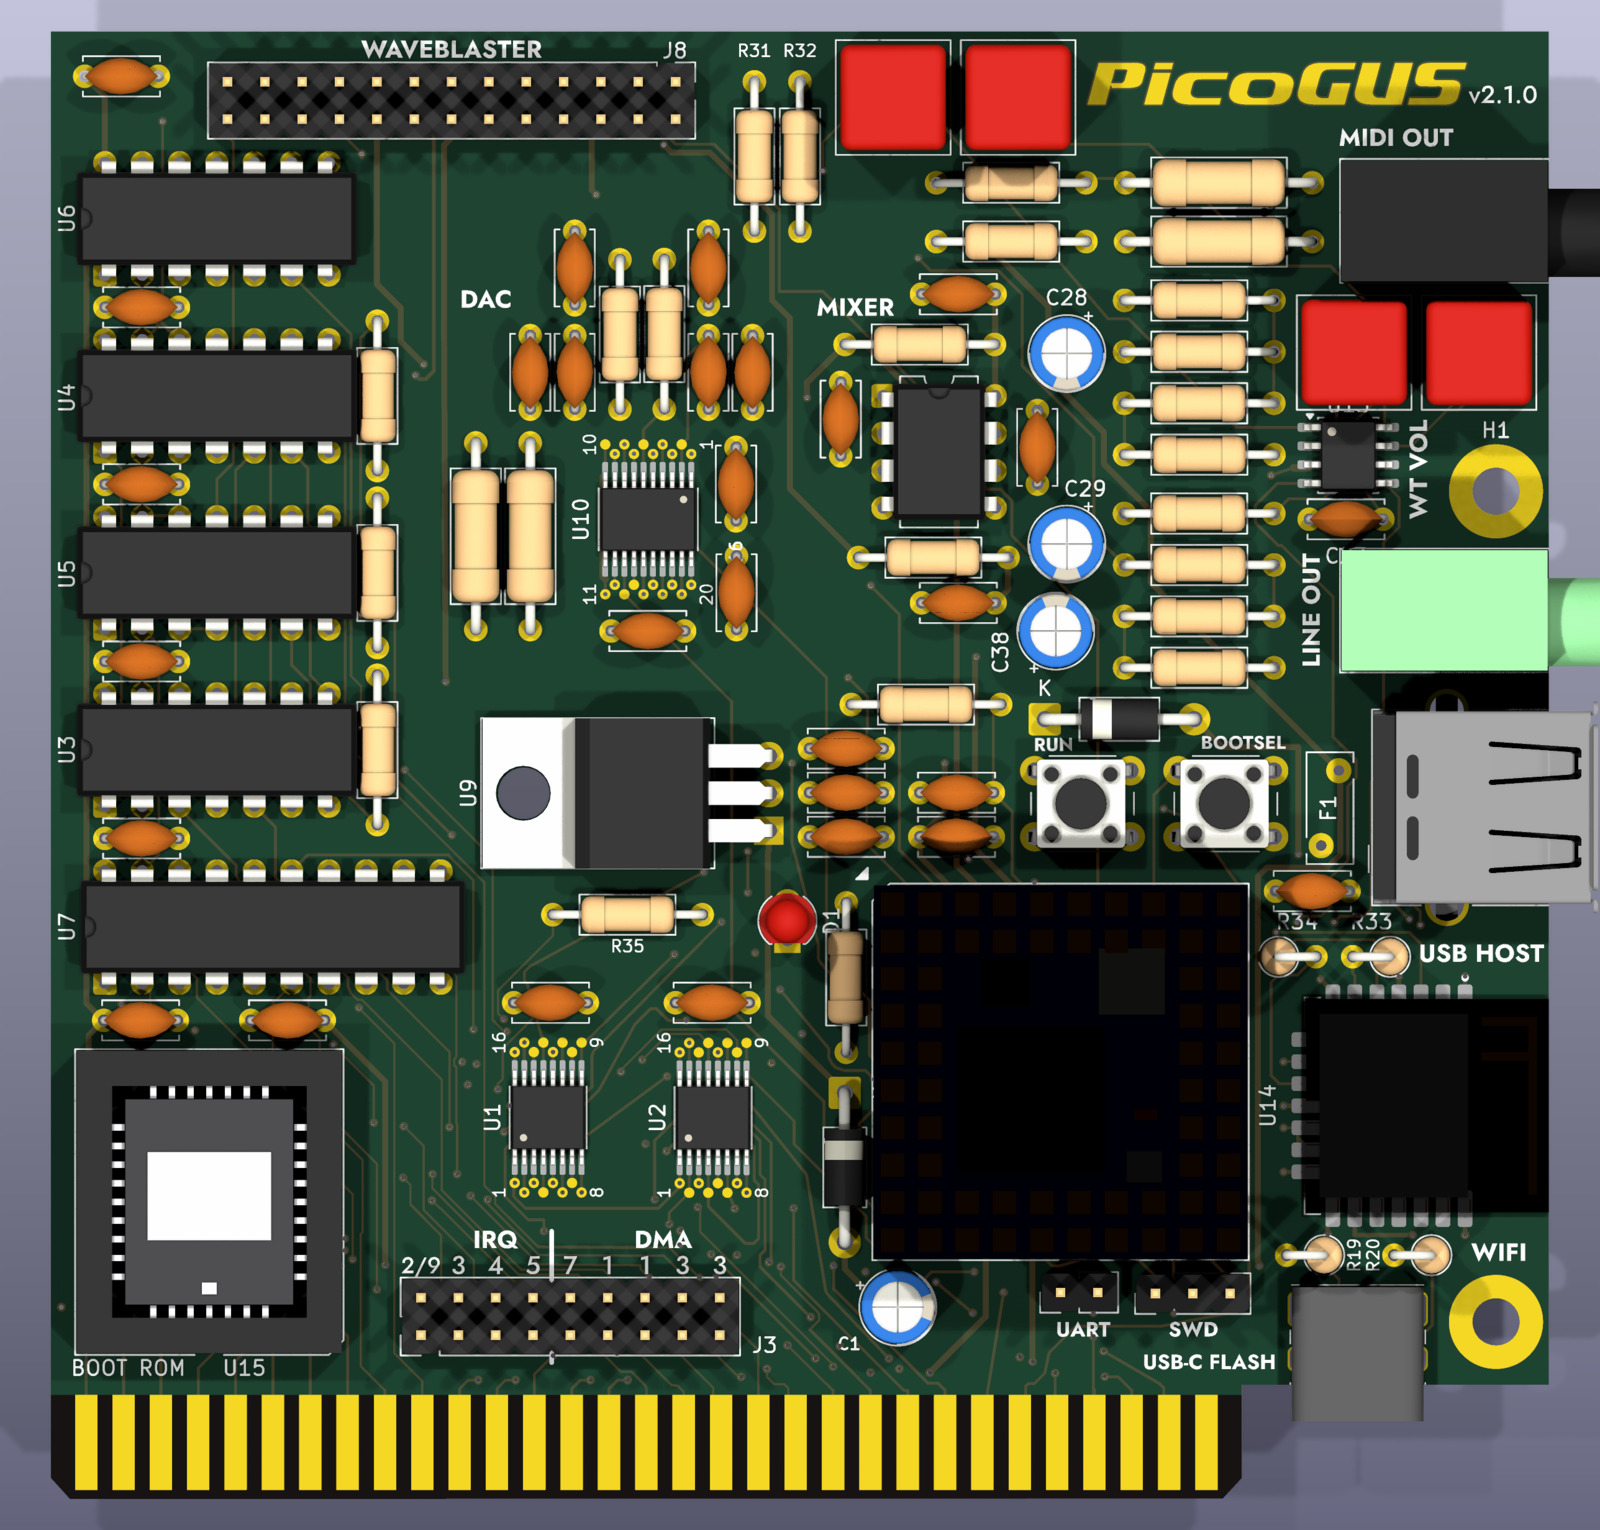 WAVEBLASTER
J8
R31 R32
PicoGUS v2.1.0
MIDI OUT
U6
DAC
MIXER
C28
U4
10
1
H1
WT VOL
C29
U10
U5
11
20
LINE OUT
C38
K
RUN
BOOTSEL
U3
U9
F1
U7
R35
R34 R33
USB HOST
16
9
16
9
U1
U2
U14
1
8
1
8
IRQ
DMA
R19
R20
WIFI
2/9 3 4 5 7 1 1 3 3
UART
SWD
J3
C1
USB-C FLASH
BOOT ROM
U15